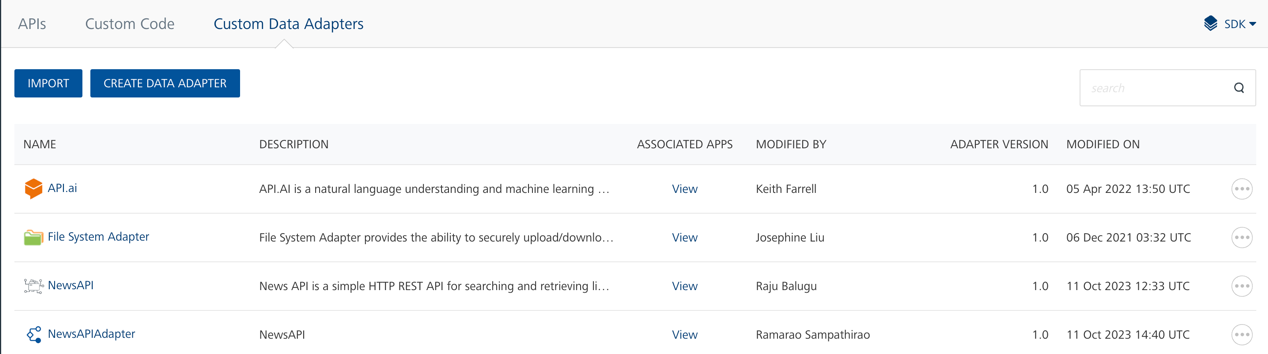 APIs Custom Code Custom Data Adapters SDK
IMPORT CREATE DATA ADAPTER search
NAME DESCRIPTION ASSOCIATED APPS MODIFIED BY ADAPTER VERSION MODIFIED ON
API.ai API.AI is a natural language understanding and machine learning ... View Keith Farrell 1.0 05 Apr 2022 13:50 UTC
File System Adapter File System Adapter provides the ability to securely upload/downlo... View Josephine Liu 1.0 06 Dec 2021 03:32 UTC
NewsAPI News API is a simple HTTP REST API for searching and retrieving li... View Raju Balugu 1.0 11 Oct 2023 12:33 UTC
NewsAPIAdapter NewsAPI View Ramarao Sampathirao 1.0 11 Oct 2023 14:40 UTC